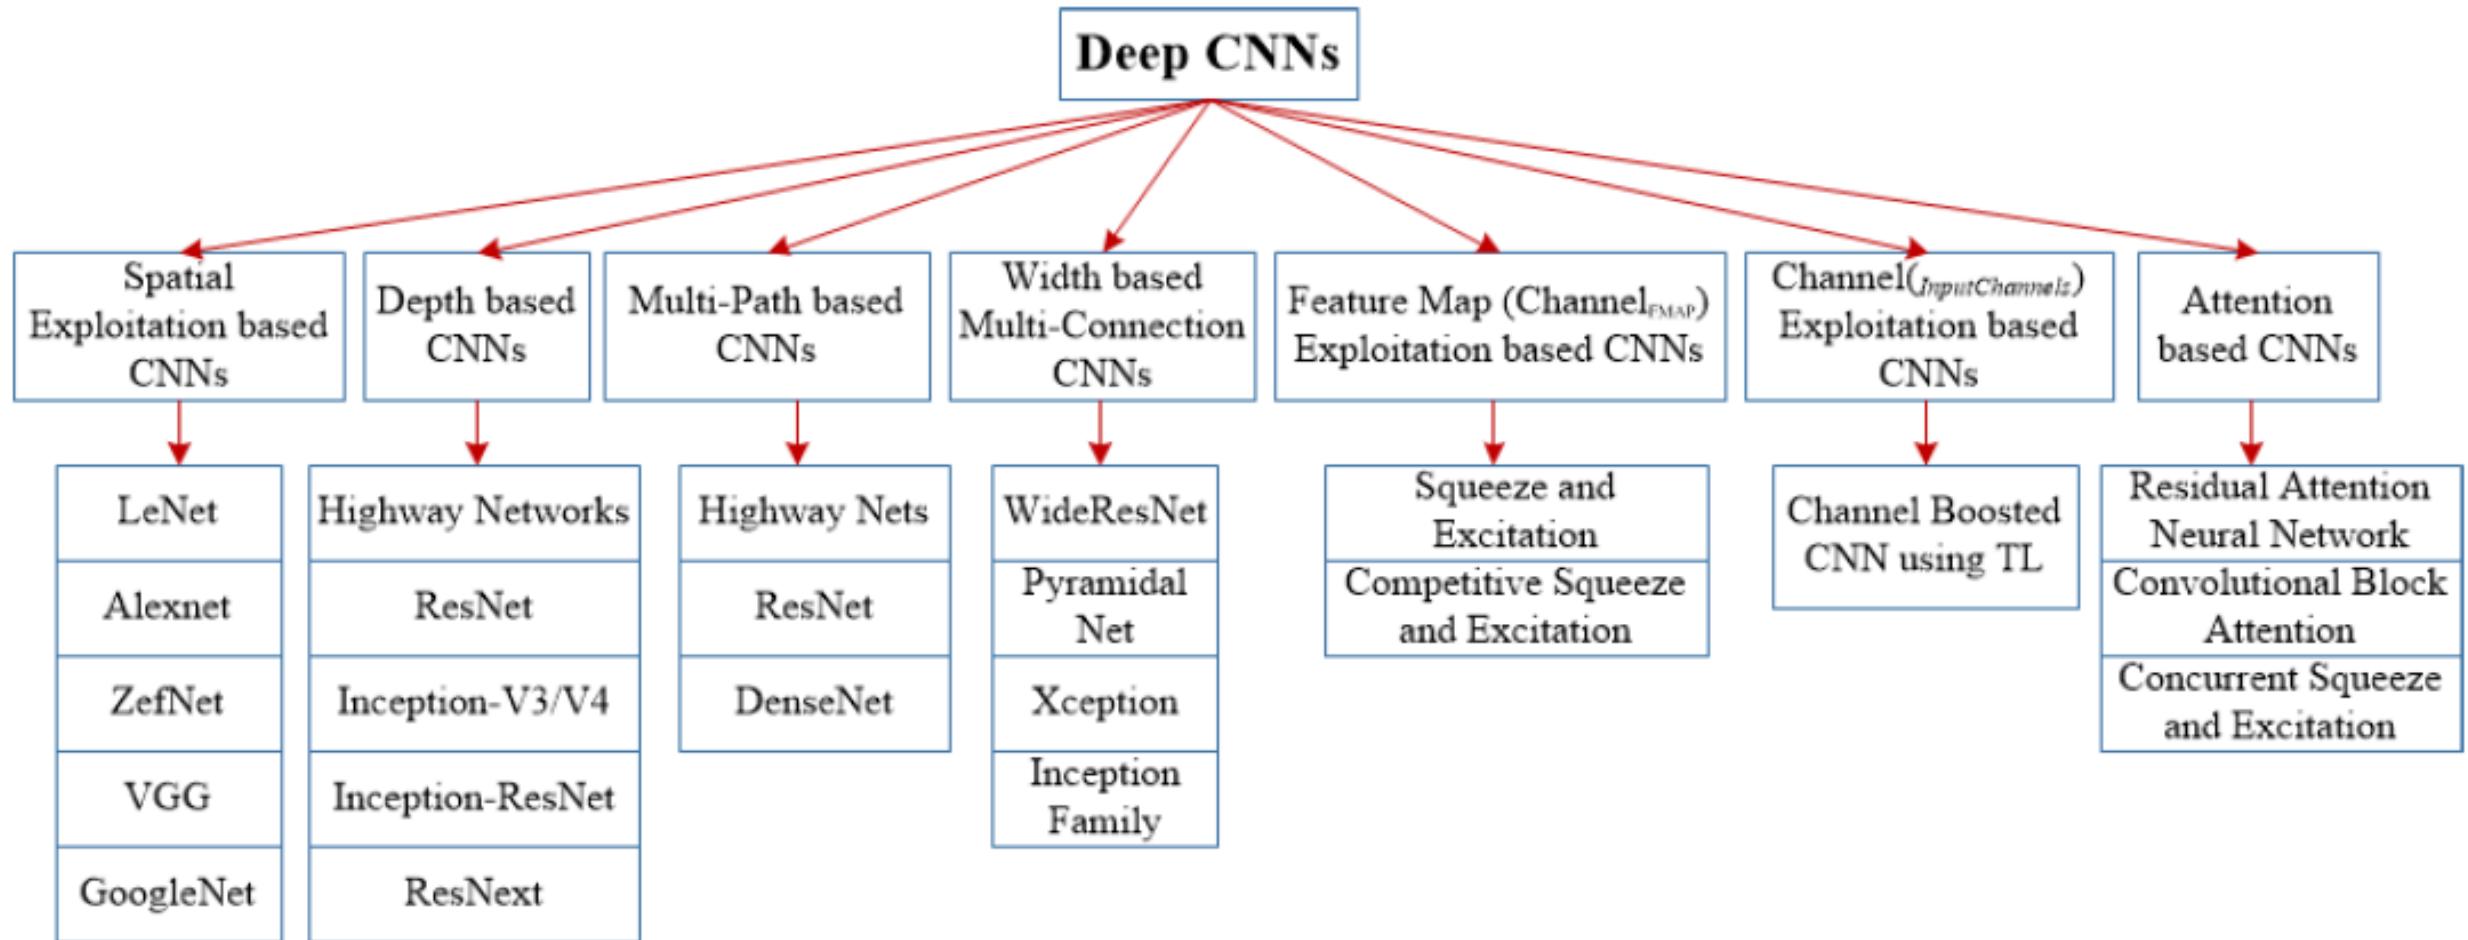 Deep CNNs
Spatial
Exploitation based
CNNs
Depth based
CNNs
Multi-Path based
CNNs
Width based
Multi-Connection
CNNs
Feature Map (ChannelFMAP)
Exploitation based CNNs
Channel(InputChannels)
Exploitation based
CNNs
Attention
based CNNs
LeNet
Alexnet
ZefNet
VGG
GoogleNet
Highway Networks
ResNet
Inception-V3/V4
Inception-ResNet
ResNext
Highway Nets
ResNet
DenseNet
WideResNet
Pyramidal
Net
Xception
Inception
Family
Squeeze and
Excitation
Competitive Squeeze
and Excitation
Channel Boosted
CNN using TL
Residual Attention
Neural Network
Convolutional Block
Attention
Concurrent Squeeze
and Excitation